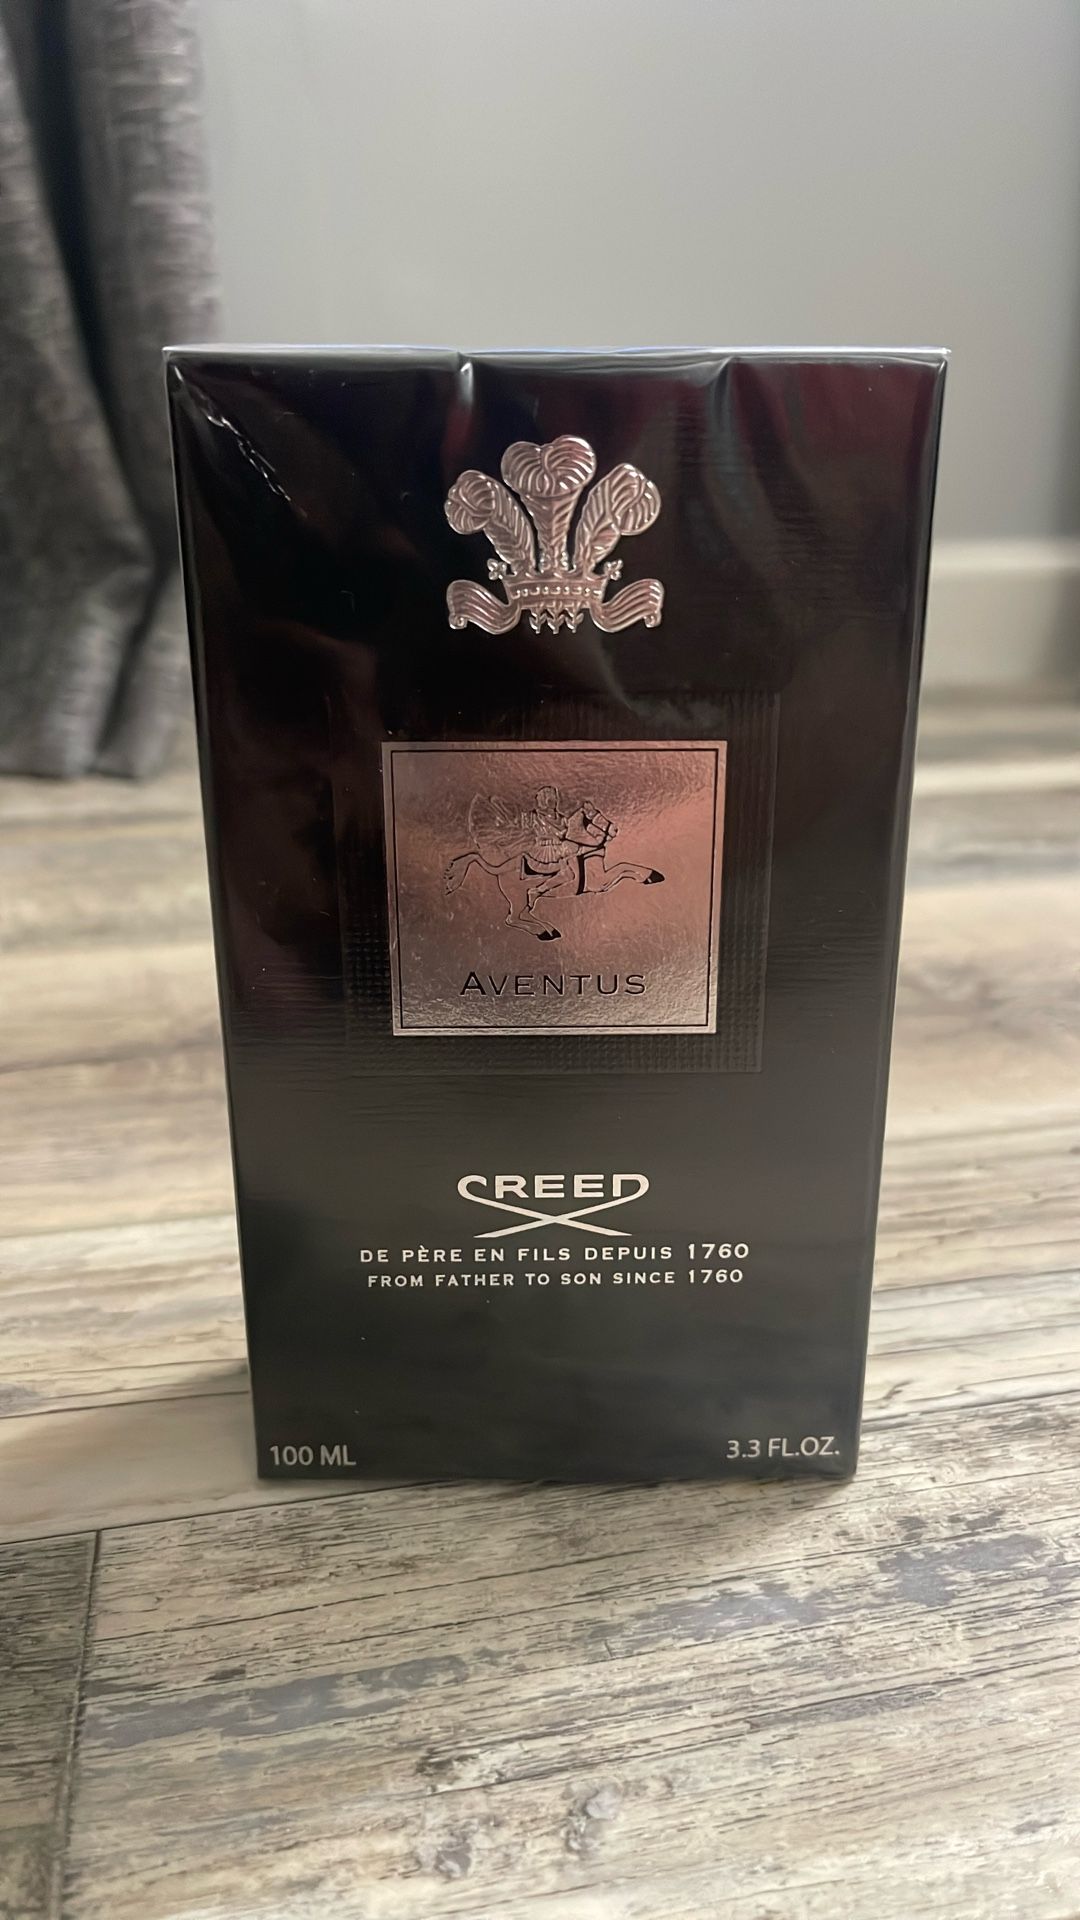 AVENTUS
CREED
DE PÈRE EN FILS DEPUIS 1760
FROM FATHER TO SON SINCE 1760
100 ML
3.3 FL.OZ.